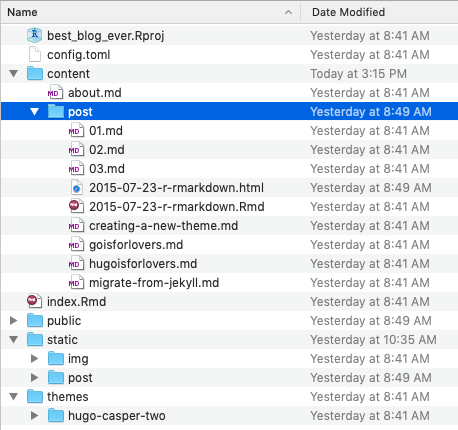 Name Date Modified
best_blog_ever.Rproj Yesterday at 8:41 AM
config.toml Yesterday at 8:41 AM
content Today at 3:15 PM
MD about.md Yesterday at 8:41 AM
post Yesterday at 8:49 AM
MD 01.md Yesterday at 8:41 AM
MD 02.md Yesterday at 8:41 AM
MD 03.md Yesterday at 8:41 AM
2015-07-23-r-rmarkdown.html Yesterday at 8:49 AM
2015-07-23-r-rmarkdown.Rmd Yesterday at 8:41 AM
MD creating-a-new-theme.md Yesterday at 8:41 AM
MD goisforlovers.md Yesterday at 8:41 AM
MD hugoisforlovers.md Yesterday at 8:41 AM
MD migrate-from-jekyll.md Yesterday at 8:41 AM
index.Rmd Yesterday at 8:41 AM
public Yesterday at 8:49 AM
static Yesterday at 10:35 AM
img Yesterday at 8:41 AM
post Yesterday at 8:49 AM
themes Yesterday at 8:41 AM
hugo-casper-two Yesterday at 8:41 AM